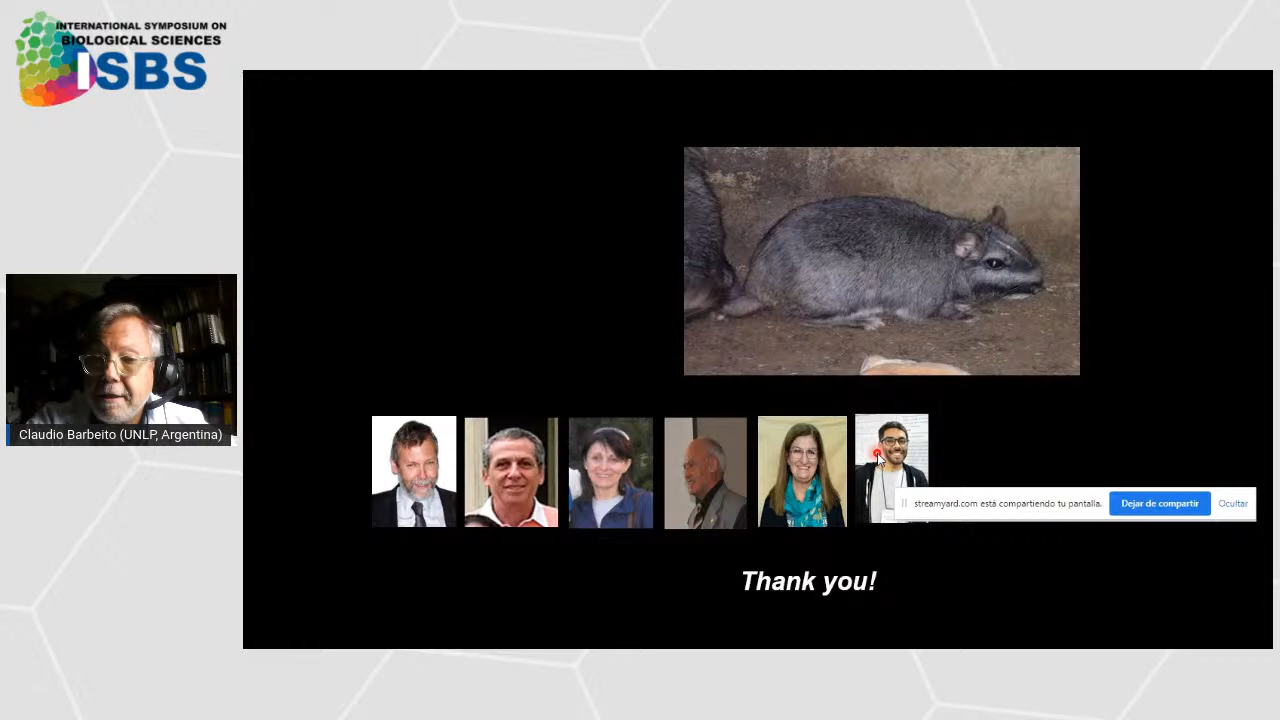 INTERNATIONAL SYMPOSIUM ON
BIOLOGICAL SCIENCES
ISBS
Claudio Barbeito (UNLP, Argentina)
streamyard.com está compartiendo tu pantalla.
Dejar de compartir
Ocultar
Thank you!